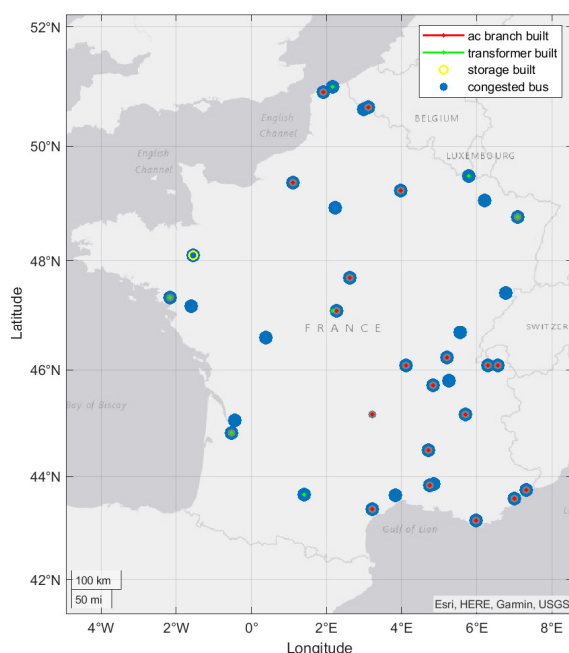 52°N
50°N
48°N
46°N
44°N
42°N
Latitude
ac branch built
transformer built
storage built
congested bus
English
Channel
BELGIUM
English
Channel
LUXEMBOURG
FRANCE
SWITZER
Bay of Biscay
Gulf of Lion
100 km
50 mi
Esri, HERE, Garmin, USGS
4°W
2°W
0°
2°E
4°E
6°E
8°E
Longitude